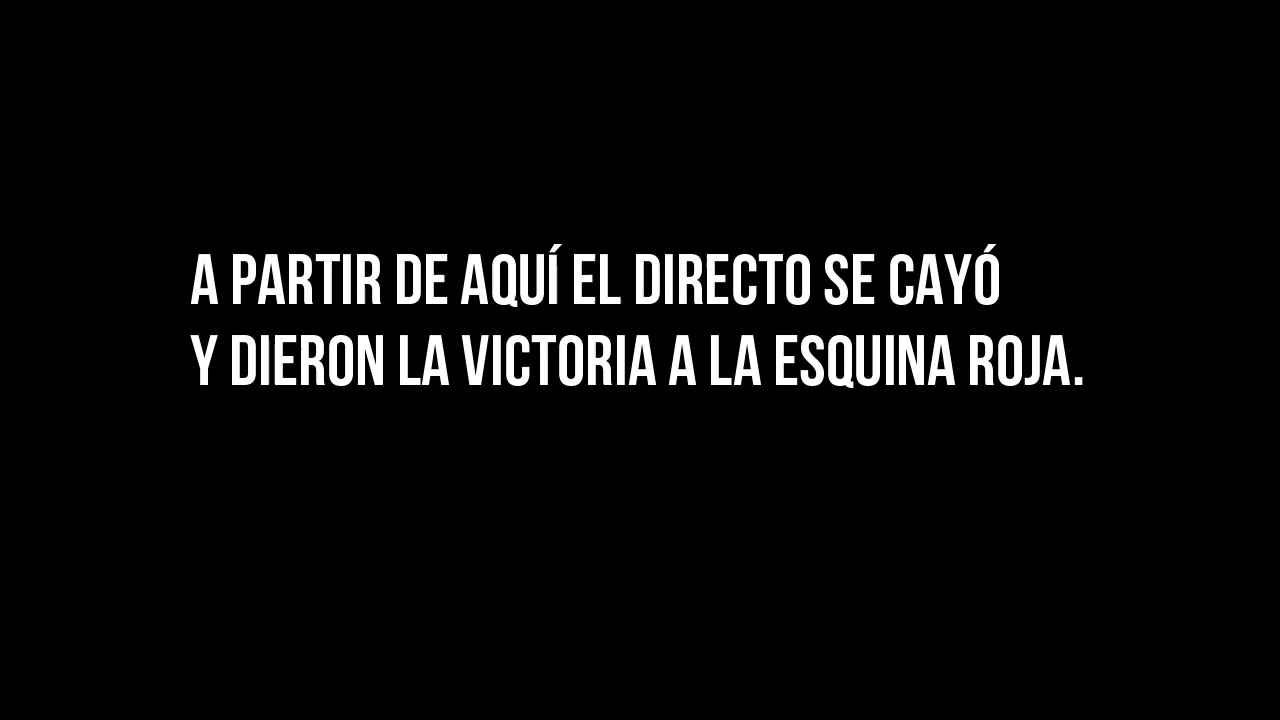 A PARTIR DE AQUÍ EL DIRECTO SE CAYÓ
Y DIERON LA VICTORIA A LA ESQUINA ROJA.